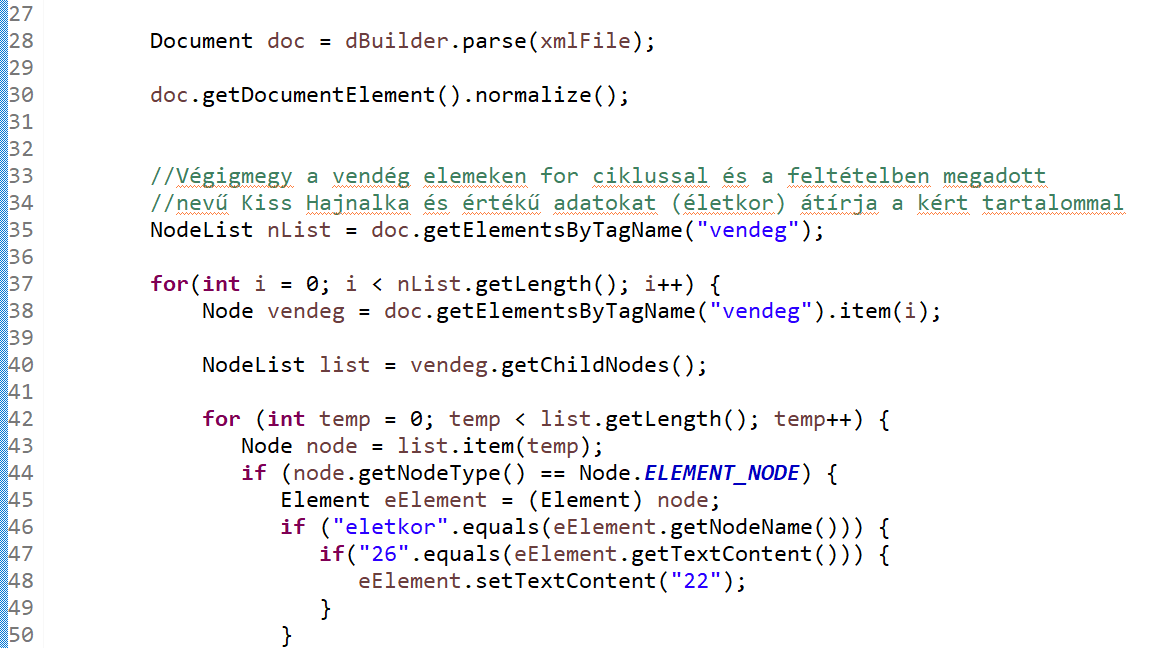 27
28 Document doc = dBuilder.parse(xmlFile);
29
30 doc.getDocumentElement().normalize();
31
32
33 //Végigmegy a vendég elemeken for ciklussal és a feltételben megadott
34 //nevű Kiss Hajnalka és értékű adatokat (életkor) átírja a kért tartalommal
35 NodeList nList = doc.getElementsByTagName("vendeg");
36
37 for(int i = 0; i < nList.getLength(); i++) {
38 Node vendeg = doc.getElementsByTagName("vendeg").item(i);
39
40 NodeList list = vendeg.getChildNodes();
41
42 for (int temp = 0; temp < list.getLength(); temp++) {
43 Node node = list.item(temp);
44 if (node.getNodeType() == Node.ELEMENT_NODE) {
45 Element eElement = (Element) node;
46 if ("eletkor".equals(eElement.getNodeName())) {
47 if("26".equals(eElement.getTextContent())) {
48 eElement.setTextContent("22");
49 }
50 }